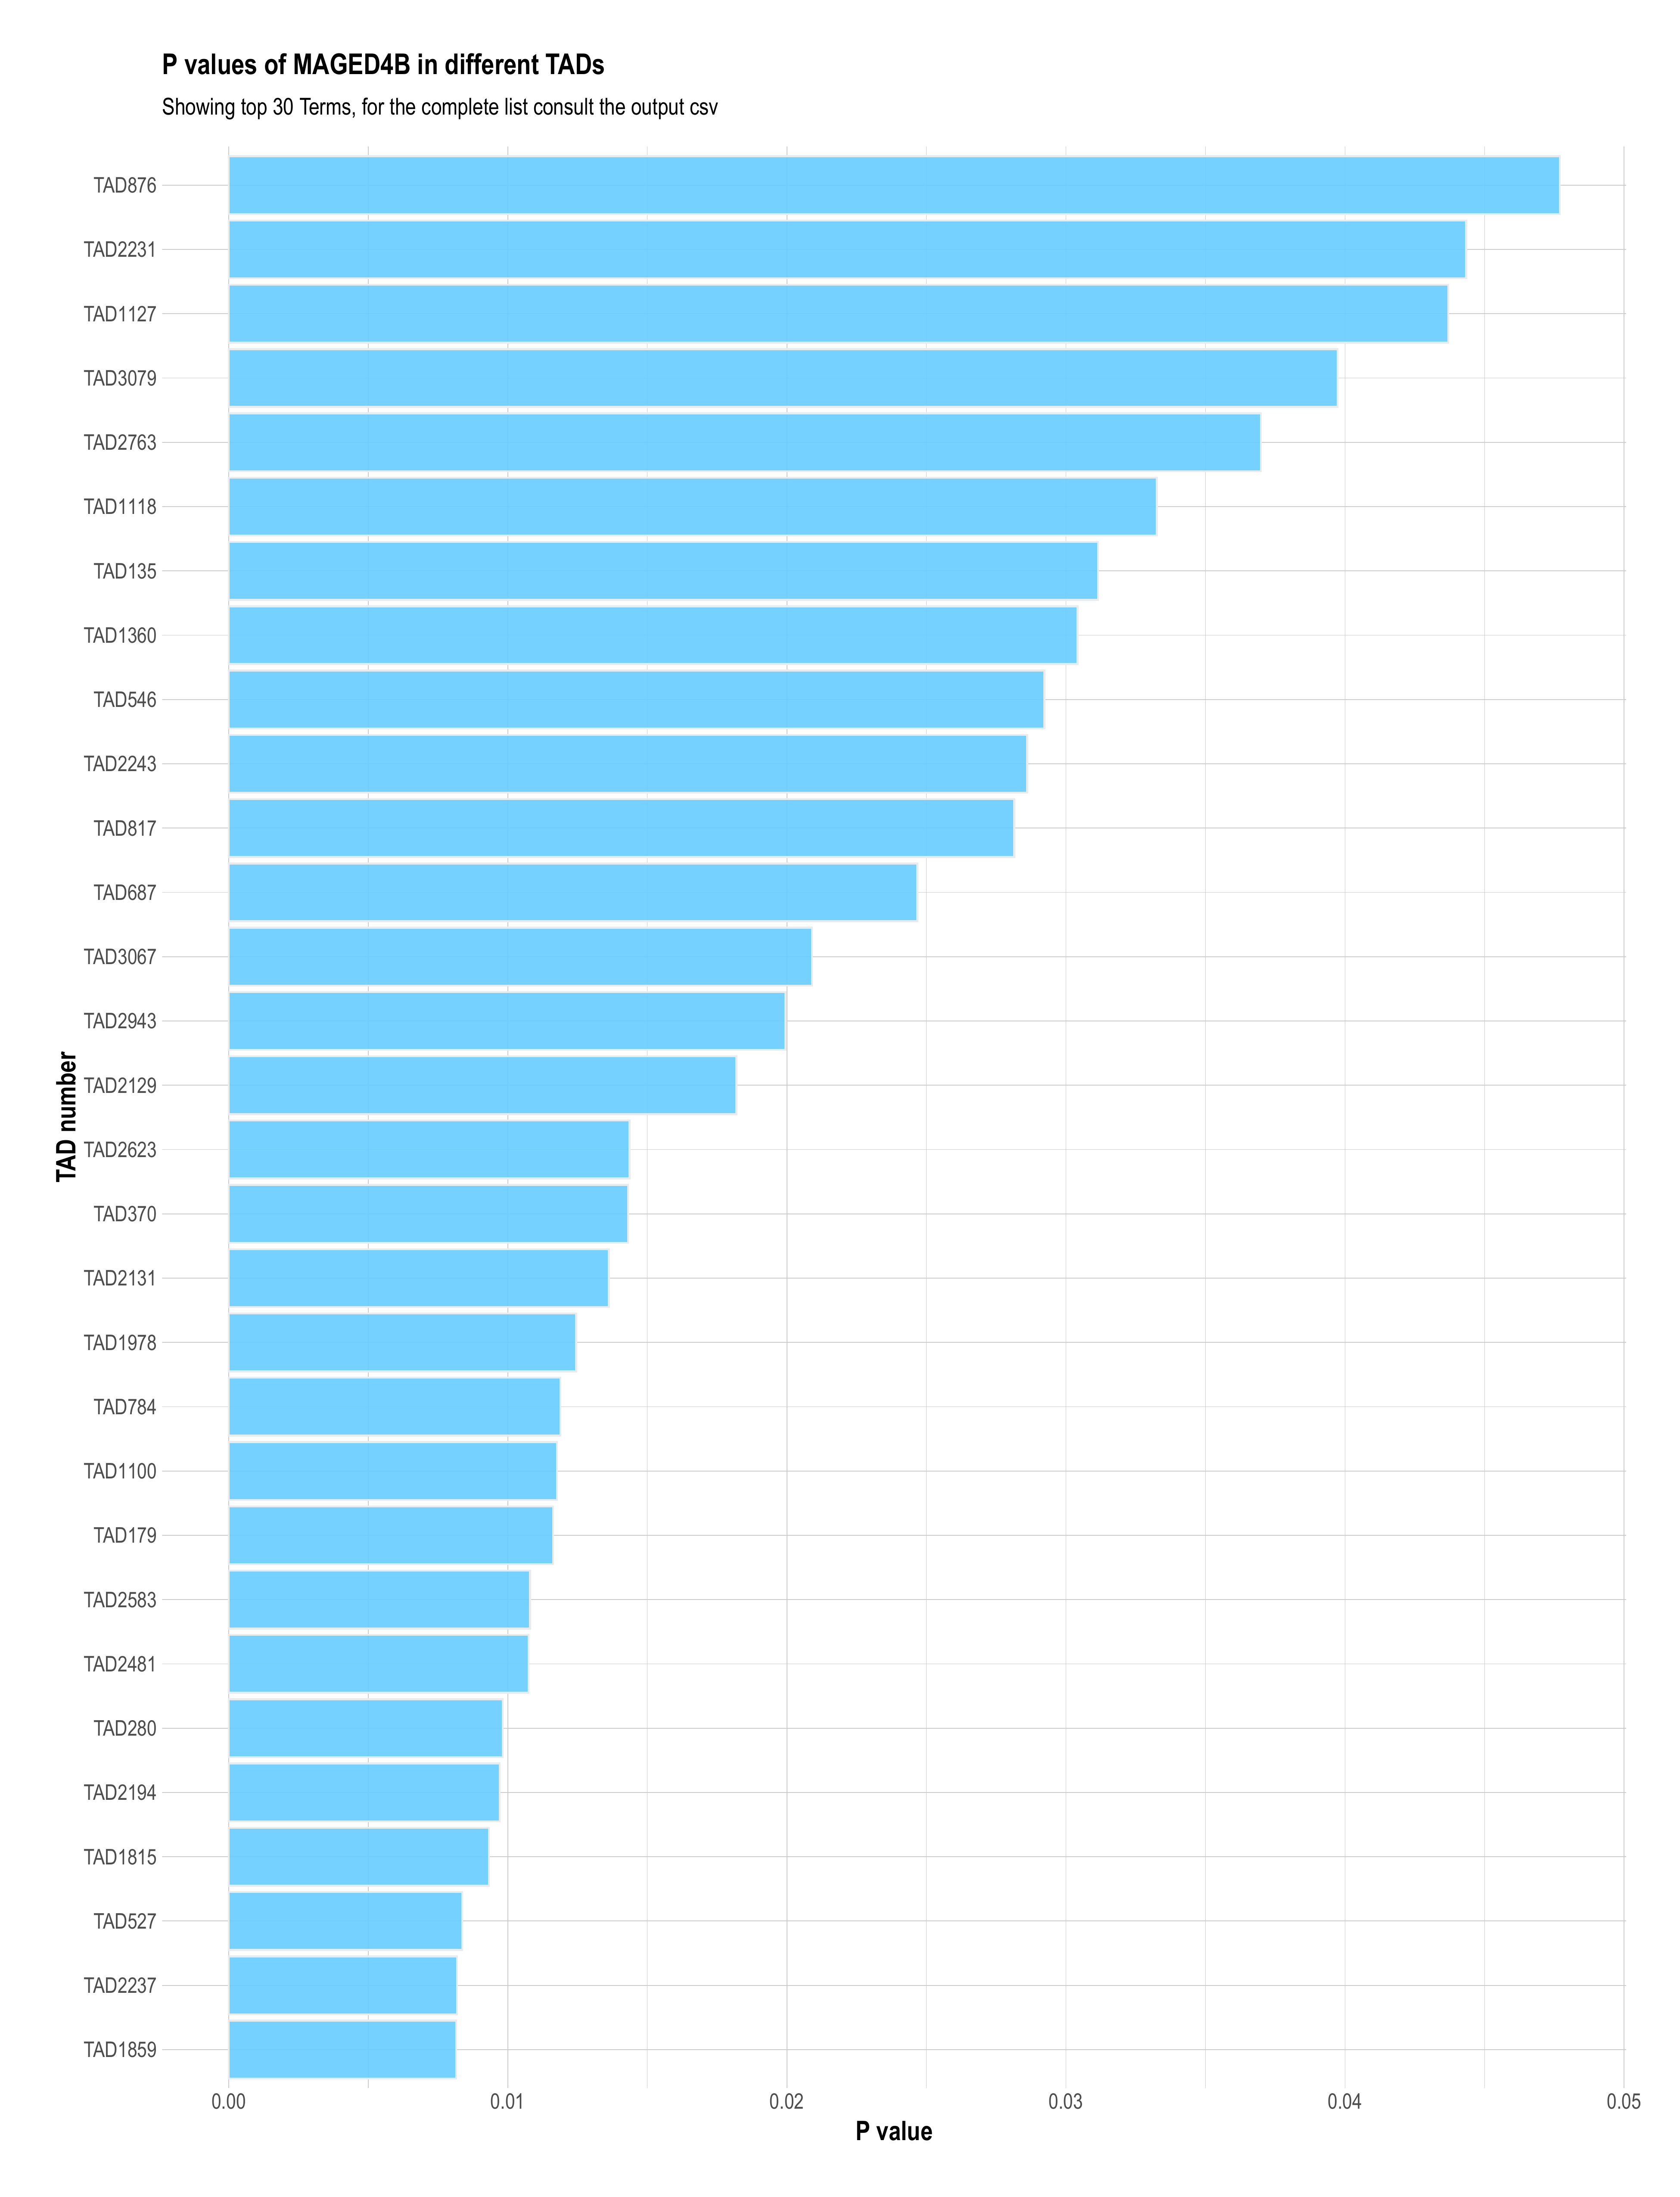 P values of MAGED4B in different TADs
Showing top 30 Terms, for the complete list consult the output csv
TAD number
TAD876
TAD2231
TAD1127
TAD3079
TAD2763
TAD1118
TAD135
TAD1360
TAD546
TAD2243
TAD817
TAD687
TAD3067
TAD2943
TAD2129
TAD2623
TAD370
TAD2131
TAD1978
TAD784
TAD1100
TAD179
TAD2583
TAD2481
TAD280
TAD2194
TAD1815
TAD527
TAD2237
TAD1859
0.00 0.01 0.02 0.03 0.04 0.05
P value